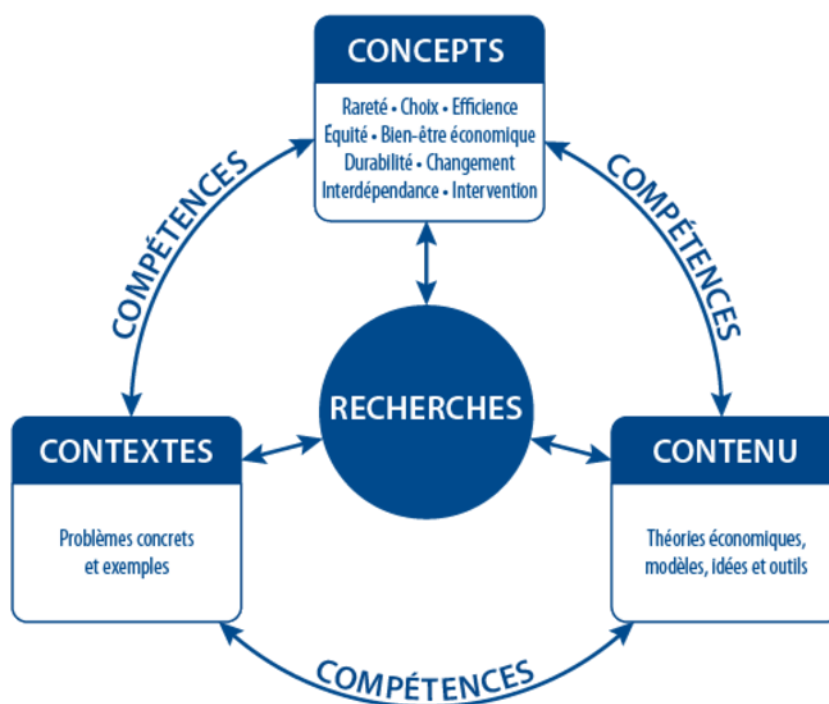 CONCEPTS
Rareté • Choix • Efficience
Équité • Bien-être économique
Durabilité • Changement
Interdépendance • Intervention
COMPÉTENCES
COMPÉTENCES
RECHERCHES
CONTEXTES
Problèmes concrets
et exemples
CONTENU
Théories économiques,
modèles, idées et outils
COMPÉTENCES